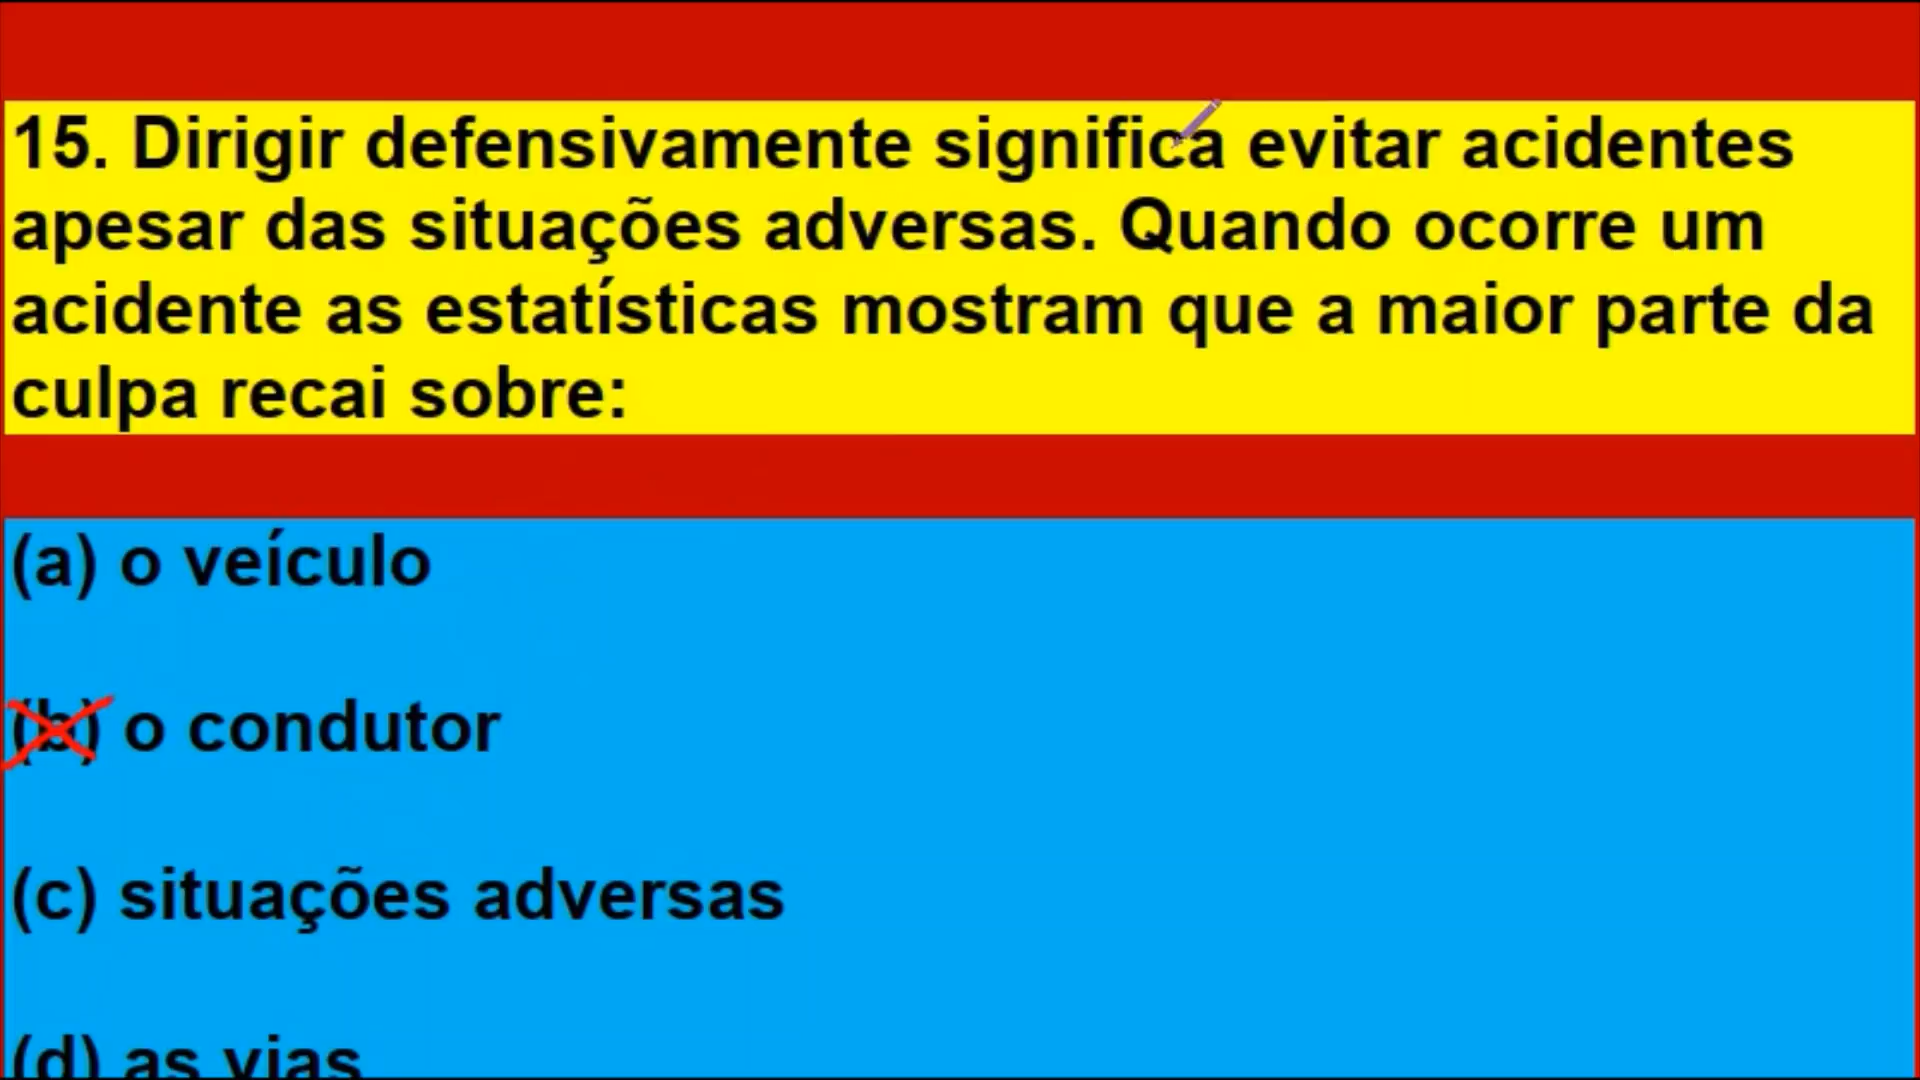 15. Dirigir defensivamente significa evitar acidentes
apesar das situações adversas. Quando ocorre um
acidente as estatísticas mostram que a maior parte da
culpa recai sobre:
(a) o veículo
(b) o condutor
(c) situações adversas
(d) as vias